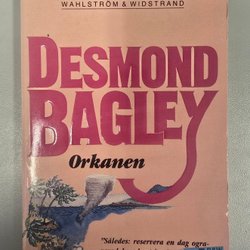 WAHLSTRÖM & WIDSTRAND
DESMOND
BAGLEY
Orkanen
"Således: reservera en dag ogra-